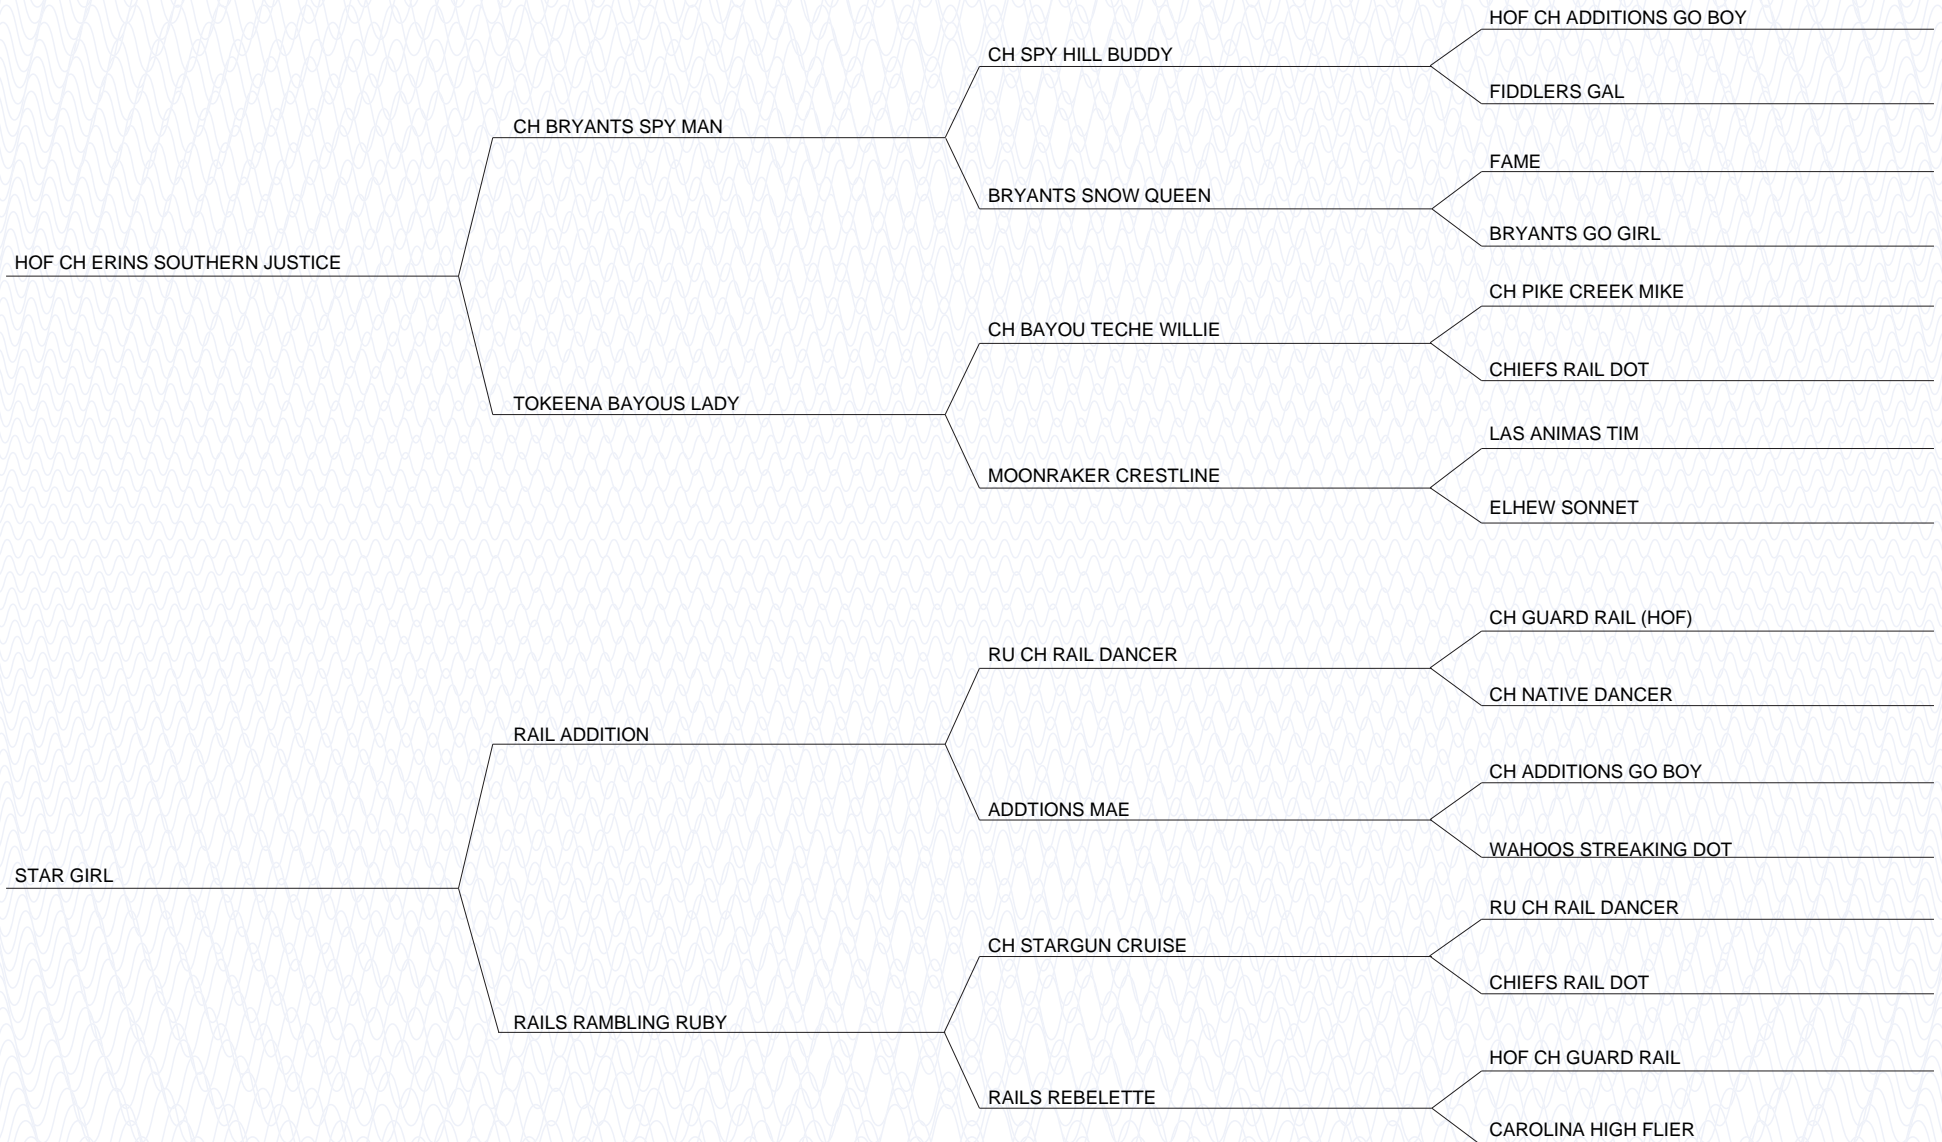 HOF CH ADDITIONS GO BOY
CH SPY HILL BUDDY
FIDDLERS GAL
CH BRYANTS SPY MAN
FAME
BRYANTS SNOW QUEEN
BRYANTS GO GIRL
HOF CH ERINS SOUTHERN JUSTICE
CH PIKE CREEK MIKE
CH BAYOU TECHE WILLIE
CHIEFS RAIL DOT
TOKEENA BAYOUS LADY
LAS ANIMAS TIM
MOONRAKER CRESTLINE
ELHEW SONNET
CH GUARD RAIL (HOF)
RU CH RAIL DANCER
CH NATIVE DANCER
RAIL ADDITION
CH ADDITIONS GO BOY
ADDTIONS MAE
WAHOOS STREAKING DOT
STAR GIRL
RU CH RAIL DANCER
CH STARGUN CRUISE
CHIEFS RAIL DOT
RAILS RAMBLING RUBY
HOF CH GUARD RAIL
RAILS REBELETTE
CAROLINA HIGH FLIER